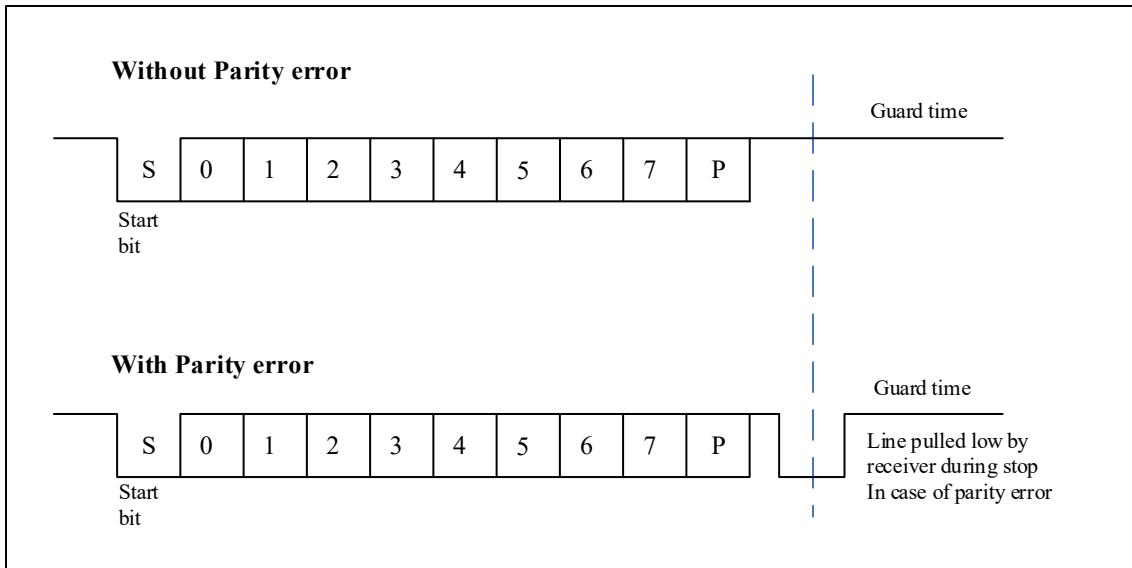 Without Parity error
Guard time
S 0 1 2 3 4 5 6 7 P
Start
bit
With Parity error
Guard time
S 0 1 2 3 4 5 6 7 P
Line pulled low by
receiver during stop
In case of parity error
Start
bit